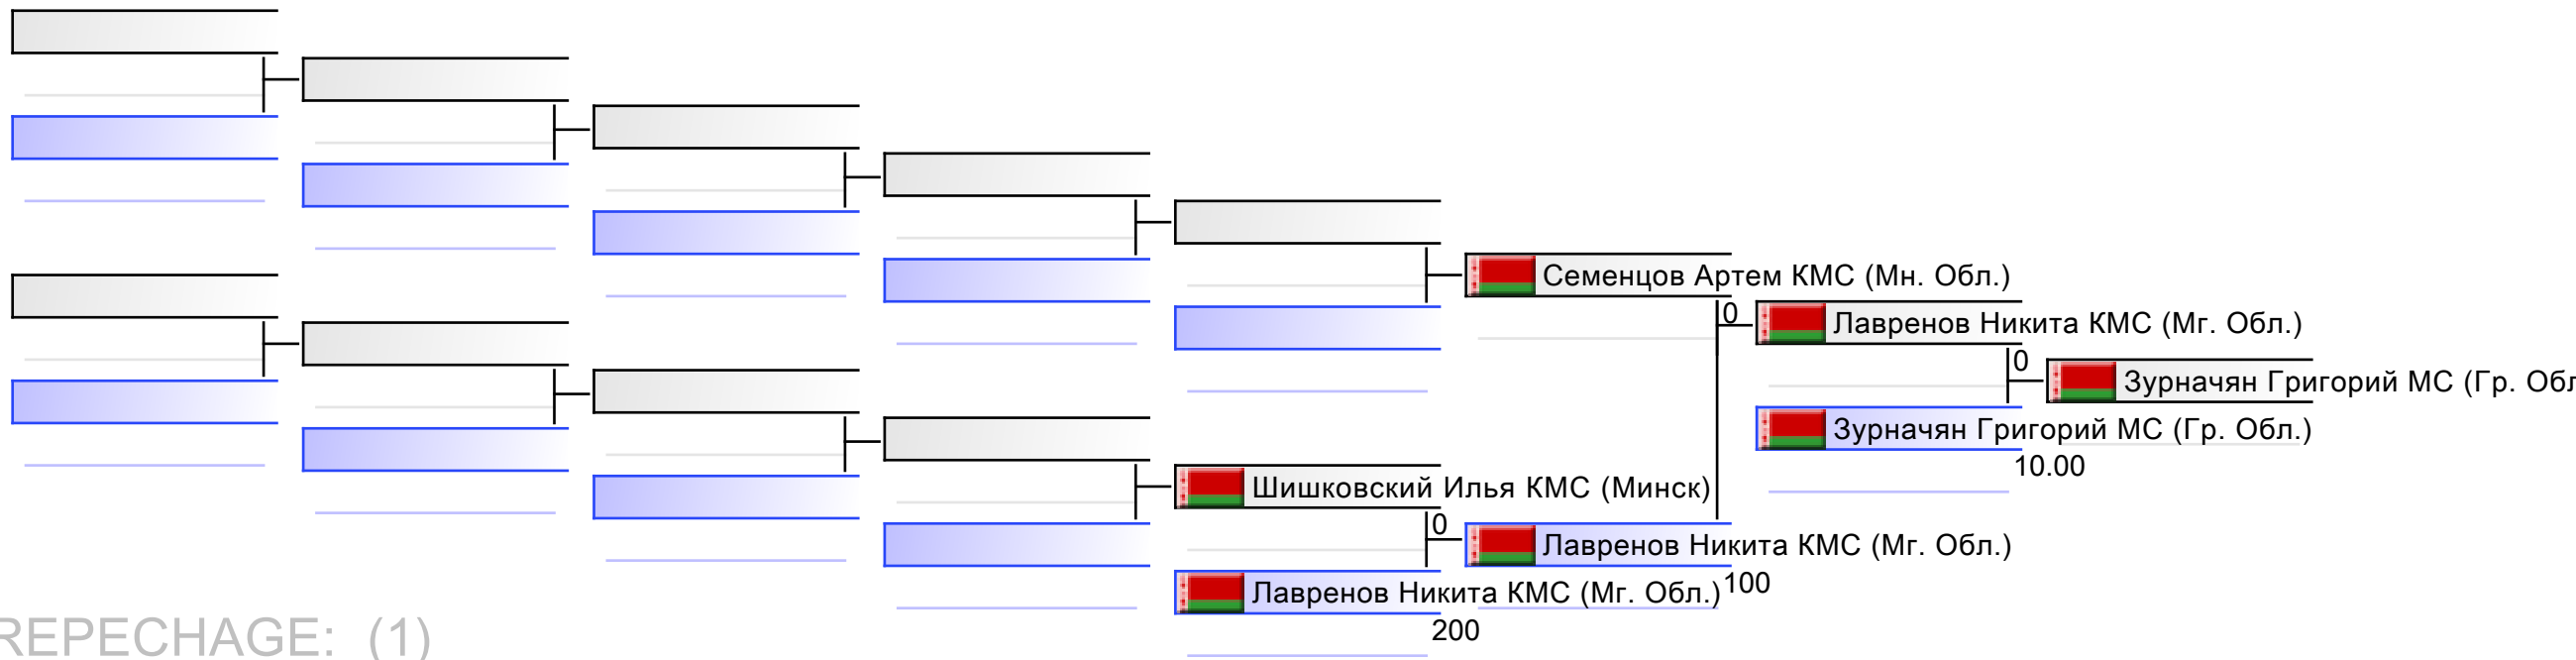 Семенцов Артем КМС (Мн. Обл.)
0
Лавренов Никита КМС (Мг. Обл.)
0
Зурначян Григорий МС (Гр. Обл
Зурначян Григорий МС (Гр. Обл.)
10.00
Шишковский Илья КМС (Минск)
0
Лавренов Никита КМС (Мг. Обл.)
100
Лавренов Никита КМС (Мг. Обл.)
200
REPECHAGE: (1)